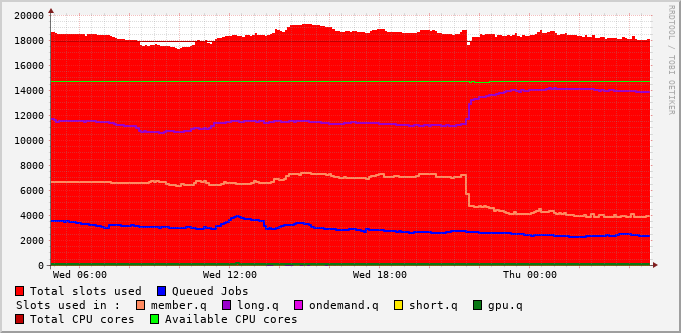 20000
18000
16000
14000
12000
10000
8000
6000
4000
2000
0
Wed 06:00 Wed 12:00 Wed 18:00 Thu 00:00
RRDTOOL / TOBI OETIKER
Total slots used Queued Jobs
Slots used in : member.q long.q ondemand.q short.q gpu.q
Total CPU cores Available CPU cores